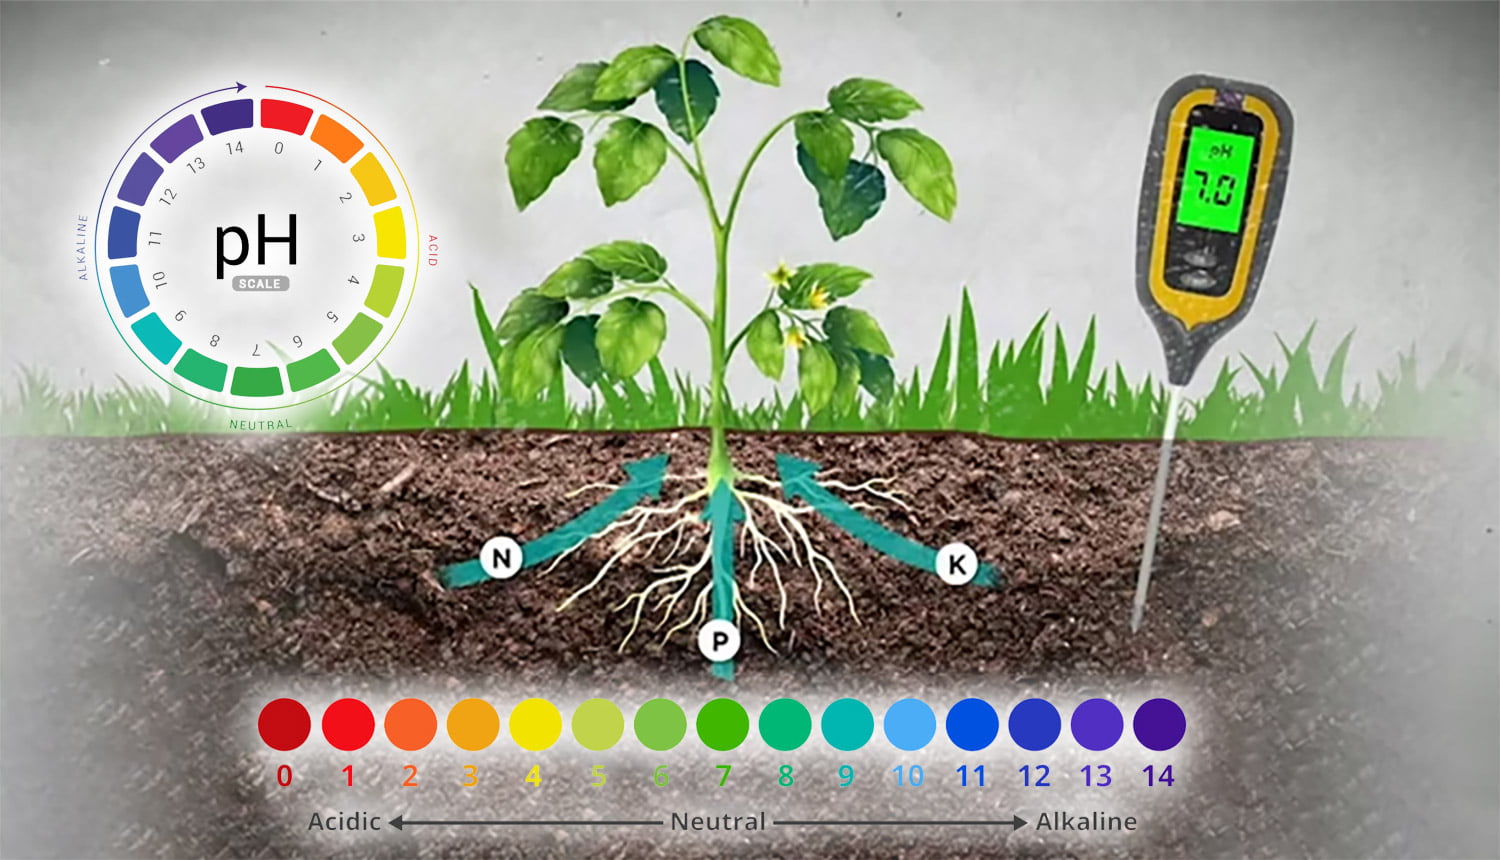 pH
SCALE
0
1
2
3
4
5
6
7
8
9
10
11
12
13
14
ACID
NEUTRAL
ALKALINE
pH
7.0
N
P
K
0 1 2 3 4 5 6 7 8 9 10 11 12 13 14
Acidic Neutral Alkaline